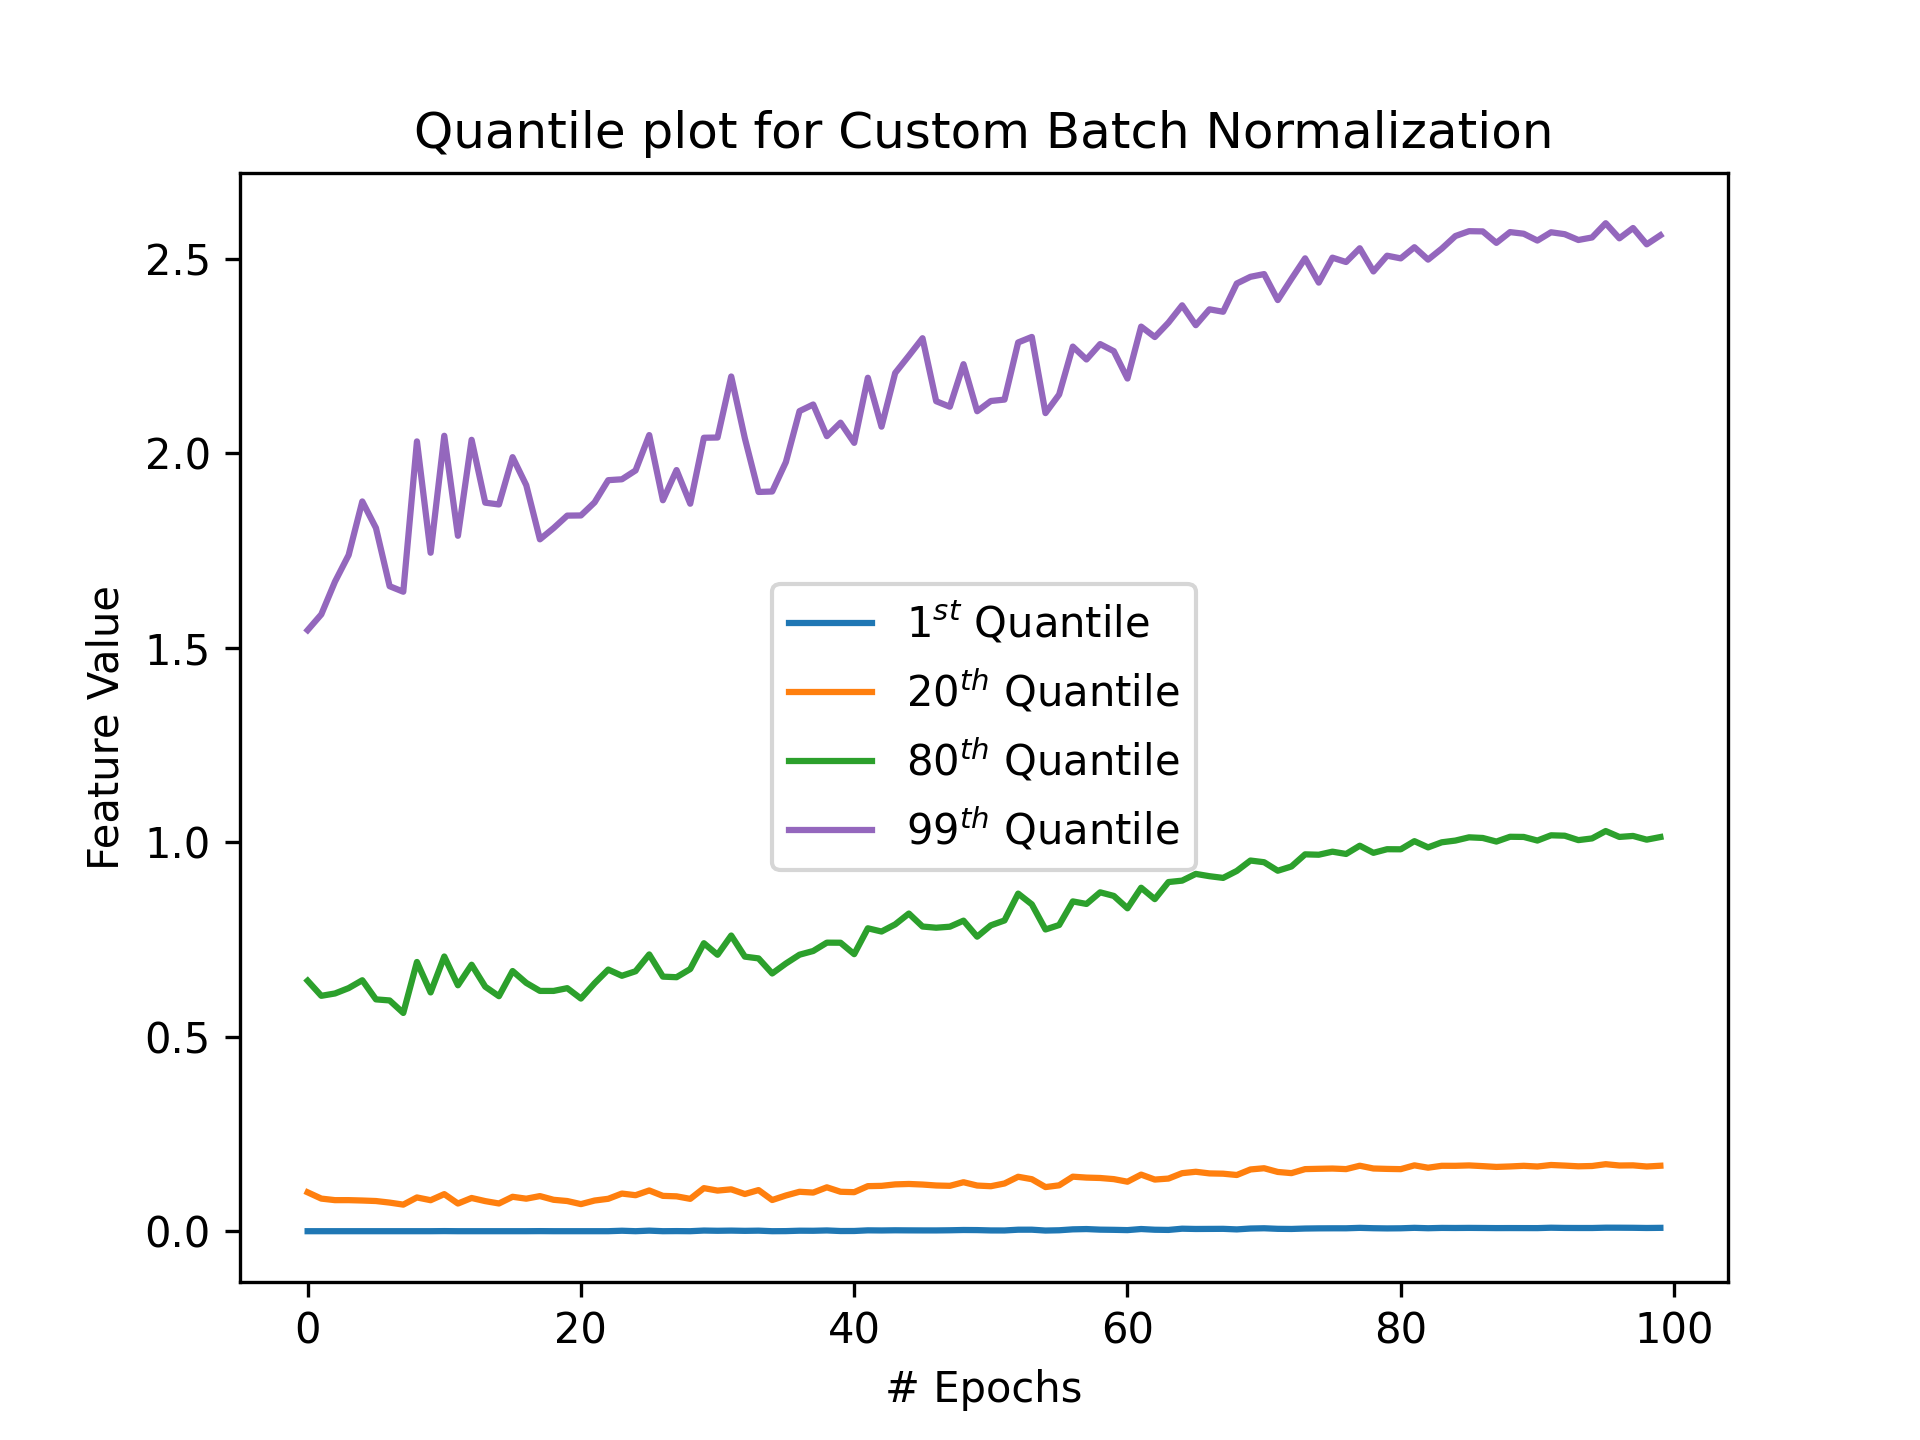 Quantile plot for Custom Batch Normalization
Feature Value
2.5
2.0
1.5
1.0
0.5
0.0
1st Quantile
20th Quantile
80th Quantile
99th Quantile
0 20 40 60 80 100
# Epochs